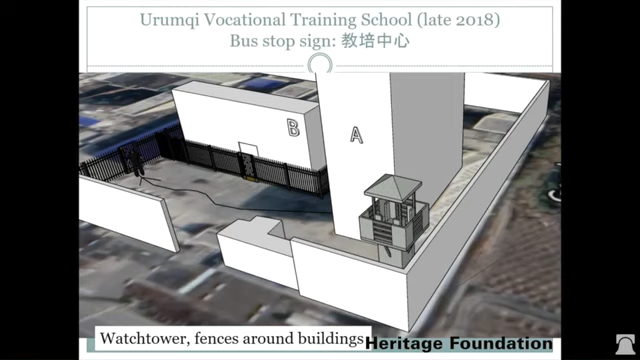 Urumqi Vocational Training School (late 2018)
Bus stop sign: 教培中心
B
A
Watchtower, fences around buildings
Heritage Foundation